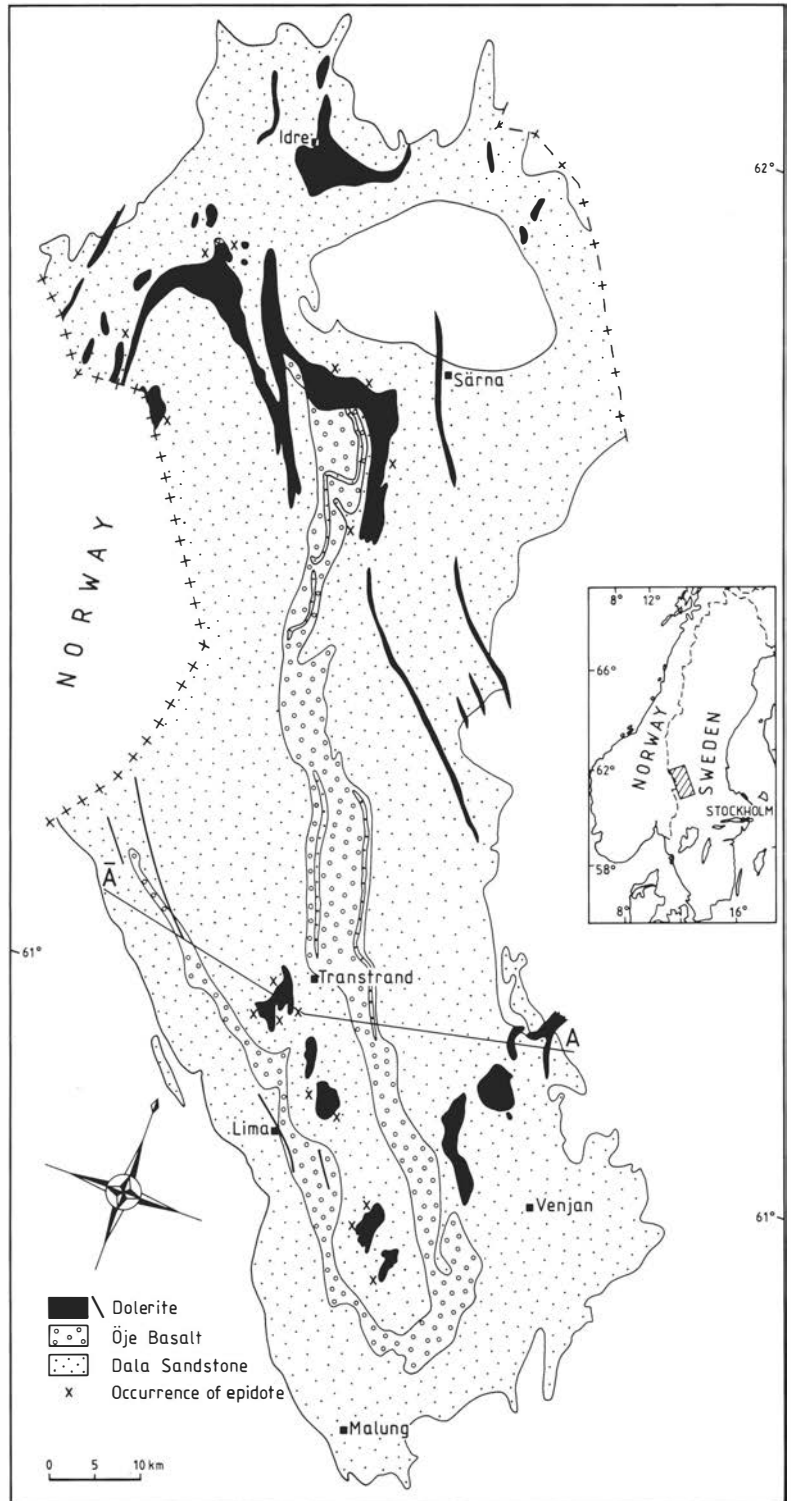 Idre
62°
Särna
NORWAY
8° 12°
66°
62°
NORWAY
SWEDEN
STOCKHOLM
58°
8° 16°
Ā
61°
Transtrand
A
Lima
Venjan
61°
Dolerite
Öje Basalt
Dala Sandstone
x Occurrence of epidote
Malung
0 5 10 km